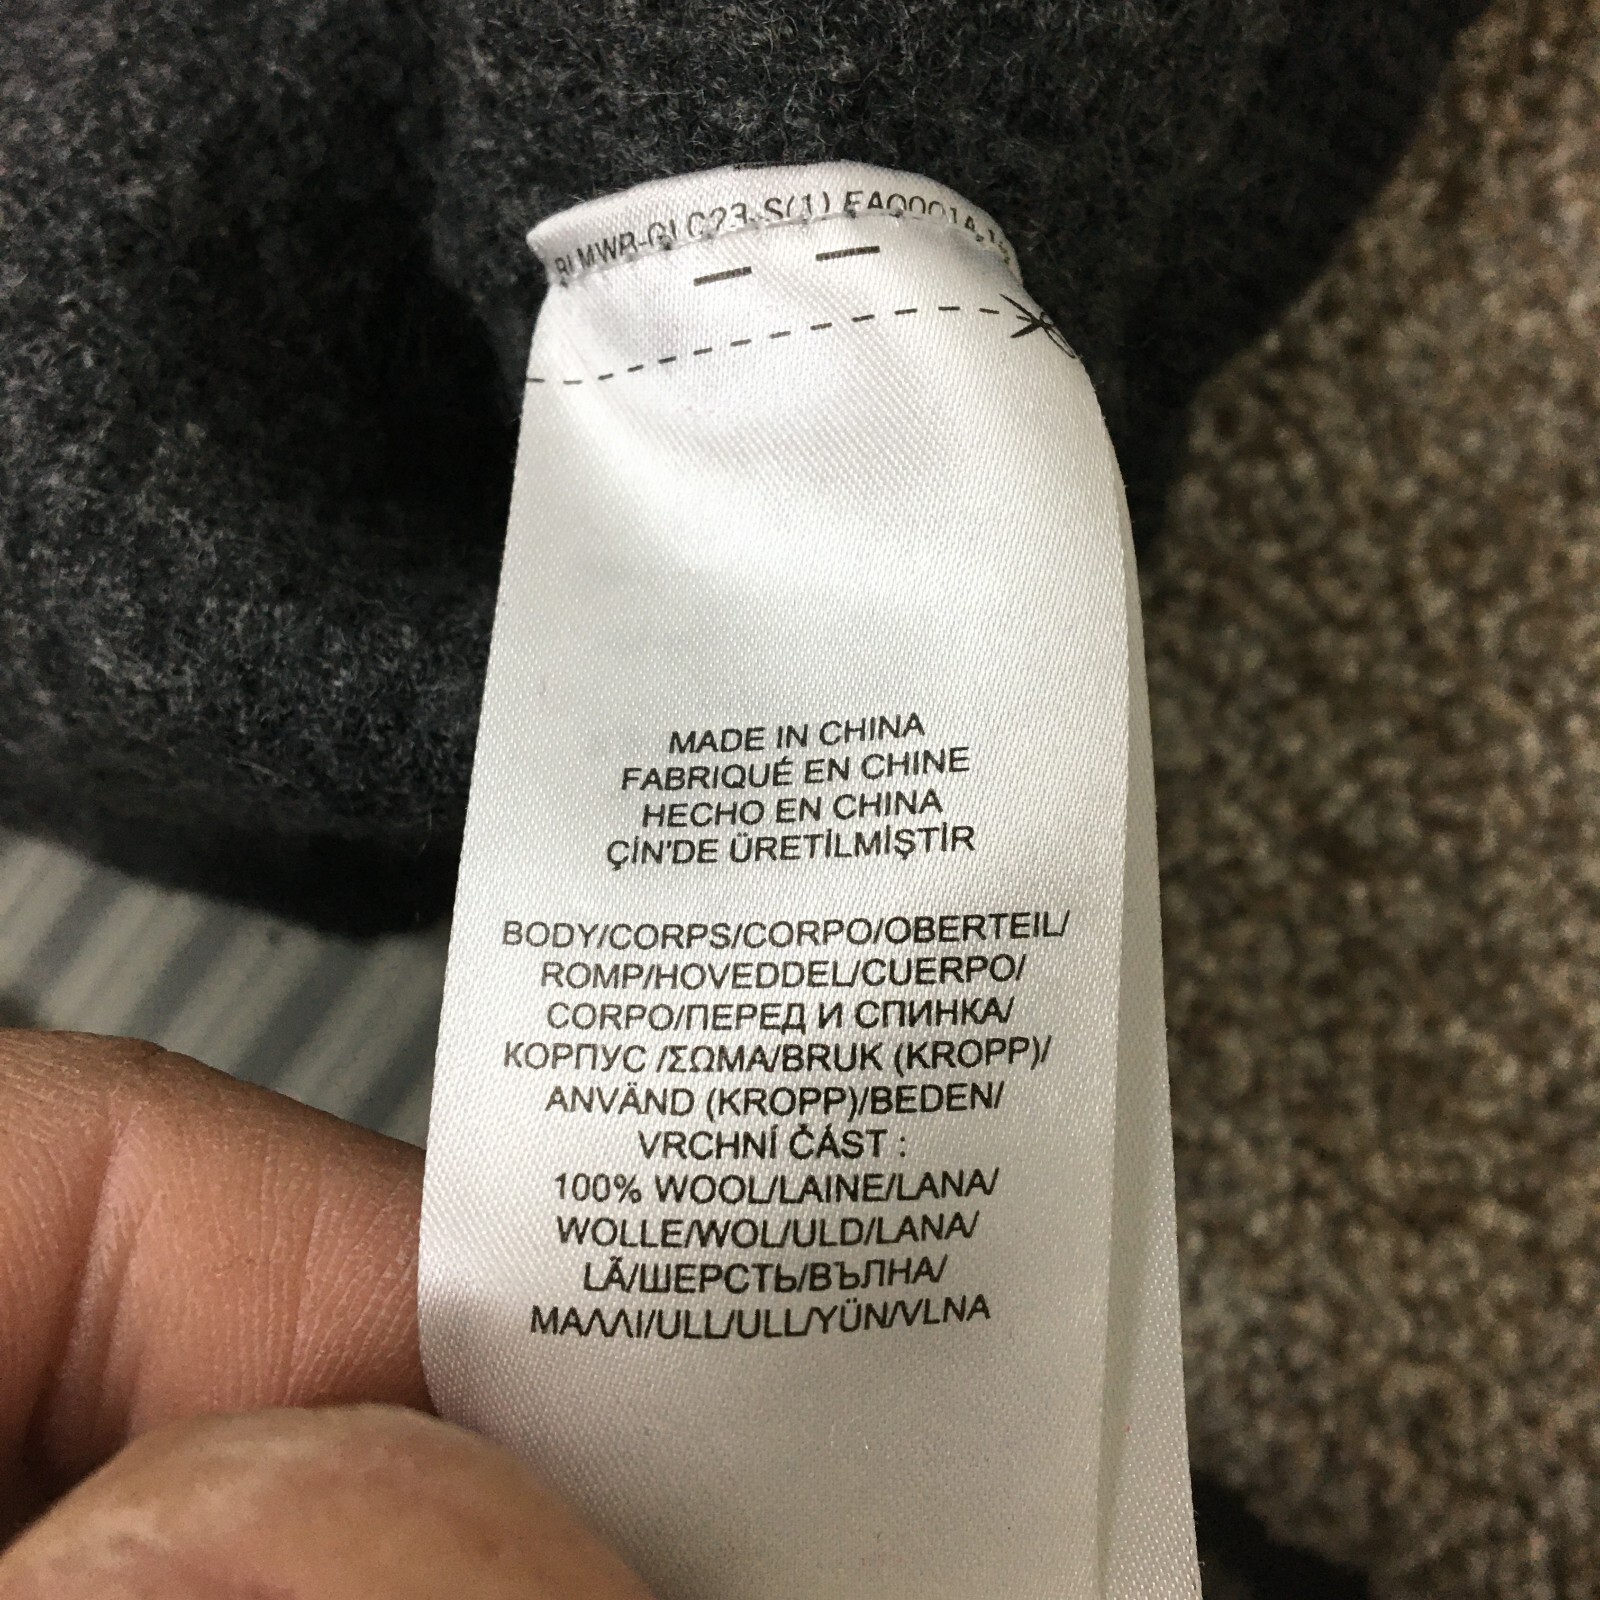 MADE IN CHINA
FABRIQUÉ EN CHINE
HECHO EN CHINA
ÇİN'DE ÜRETİLMİŞTİR
BODY/CORPS/CORPO/OBERTEIL/
ROMP/HOVEDDEL/CUERPO/
CORPO/ПЕРЕД И СПИНКА/
КОРПУС /ΣΩΜΑ/BRUK (KROPP)/
ANVÄND (KROPP)/BEDEN/
VRCHNÍ ČÁST :
100% WOOL/LAINE/LANA/
WOLLE/WOL/ULD/LANA/
LÃ/ШЕРСТЬ/ВЪЛНА/
ΜΑΛΛΙ/ULL/ULL/YÜN/VLNA